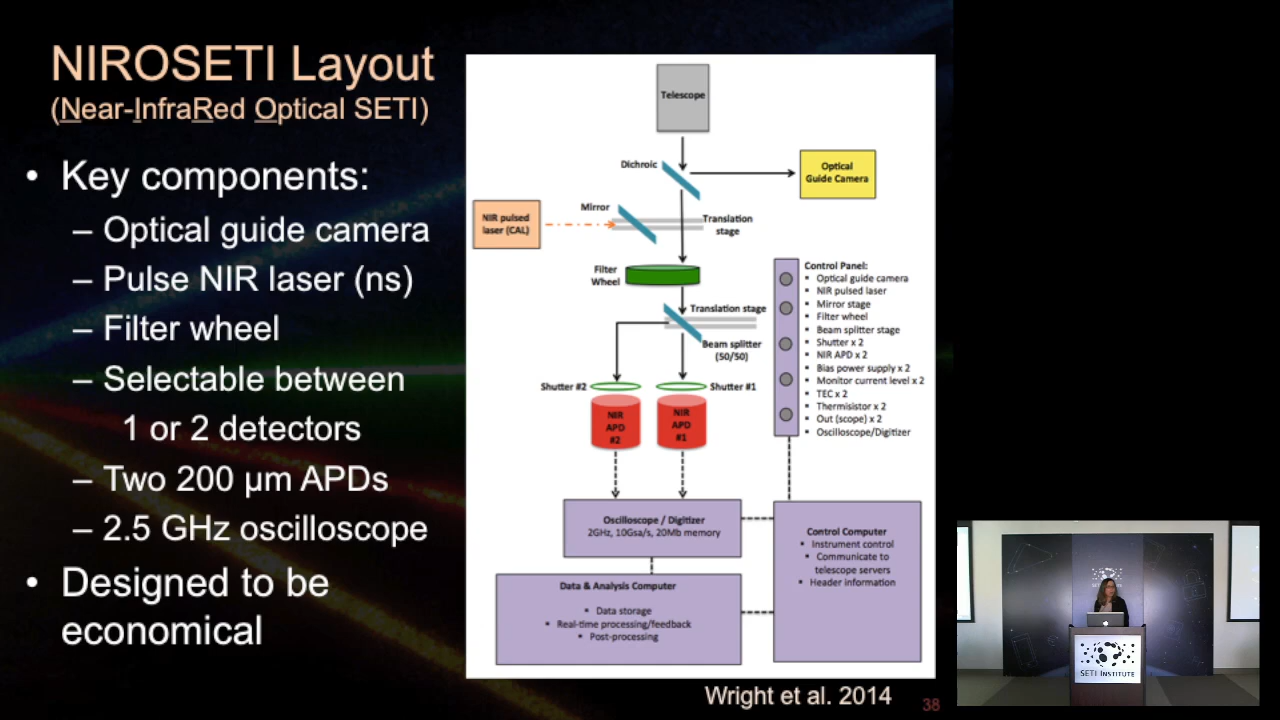 NIROSETI Layout
(Near-InfraRed Optical SETI)
• Key components:
– Optical guide camera
– Pulse NIR laser (ns)
– Filter wheel
– Selectable between
1 or 2 detectors
– Two 200 µm APDs
– 2.5 GHz oscilloscope
• Designed to be
economical
Telescope
Dichroic
Optical
Guide Camera
NIR pulsed
laser (CAL)
Mirror
Translation
stage
Filter
Wheel
Translation stage
Beam splitter
(50/50)
Shutter #2
Shutter #1
NIR
APD
#2
NIR
APD
#1
Control Panel:
▪ Optical guide camera
▪ NIR pulsed laser
▪ Mirror stage
▪ Filter wheel
▪ Beam splitter stage
▪ Shutter x 2
▪ NIR APD x 2
▪ Bias power supply x 2
▪ Monitor current level x 2
▪ TEC x 2
▪ Thermisistor x 2
▪ Out (scope) x 2
▪ Oscilloscope/Digitizer
Oscilloscope / Digitizer
2GHz, 10Gsa/s, 20Mb memory
Data & Analysis Computer
▪ Data storage
▪ Real-time processing/feedback
▪ Post-processing
Control Computer
▪ Instrument control
▪ Communicate to
telescope servers
▪ Header information
Wright et al. 2014
38
SETI INSTITUTE